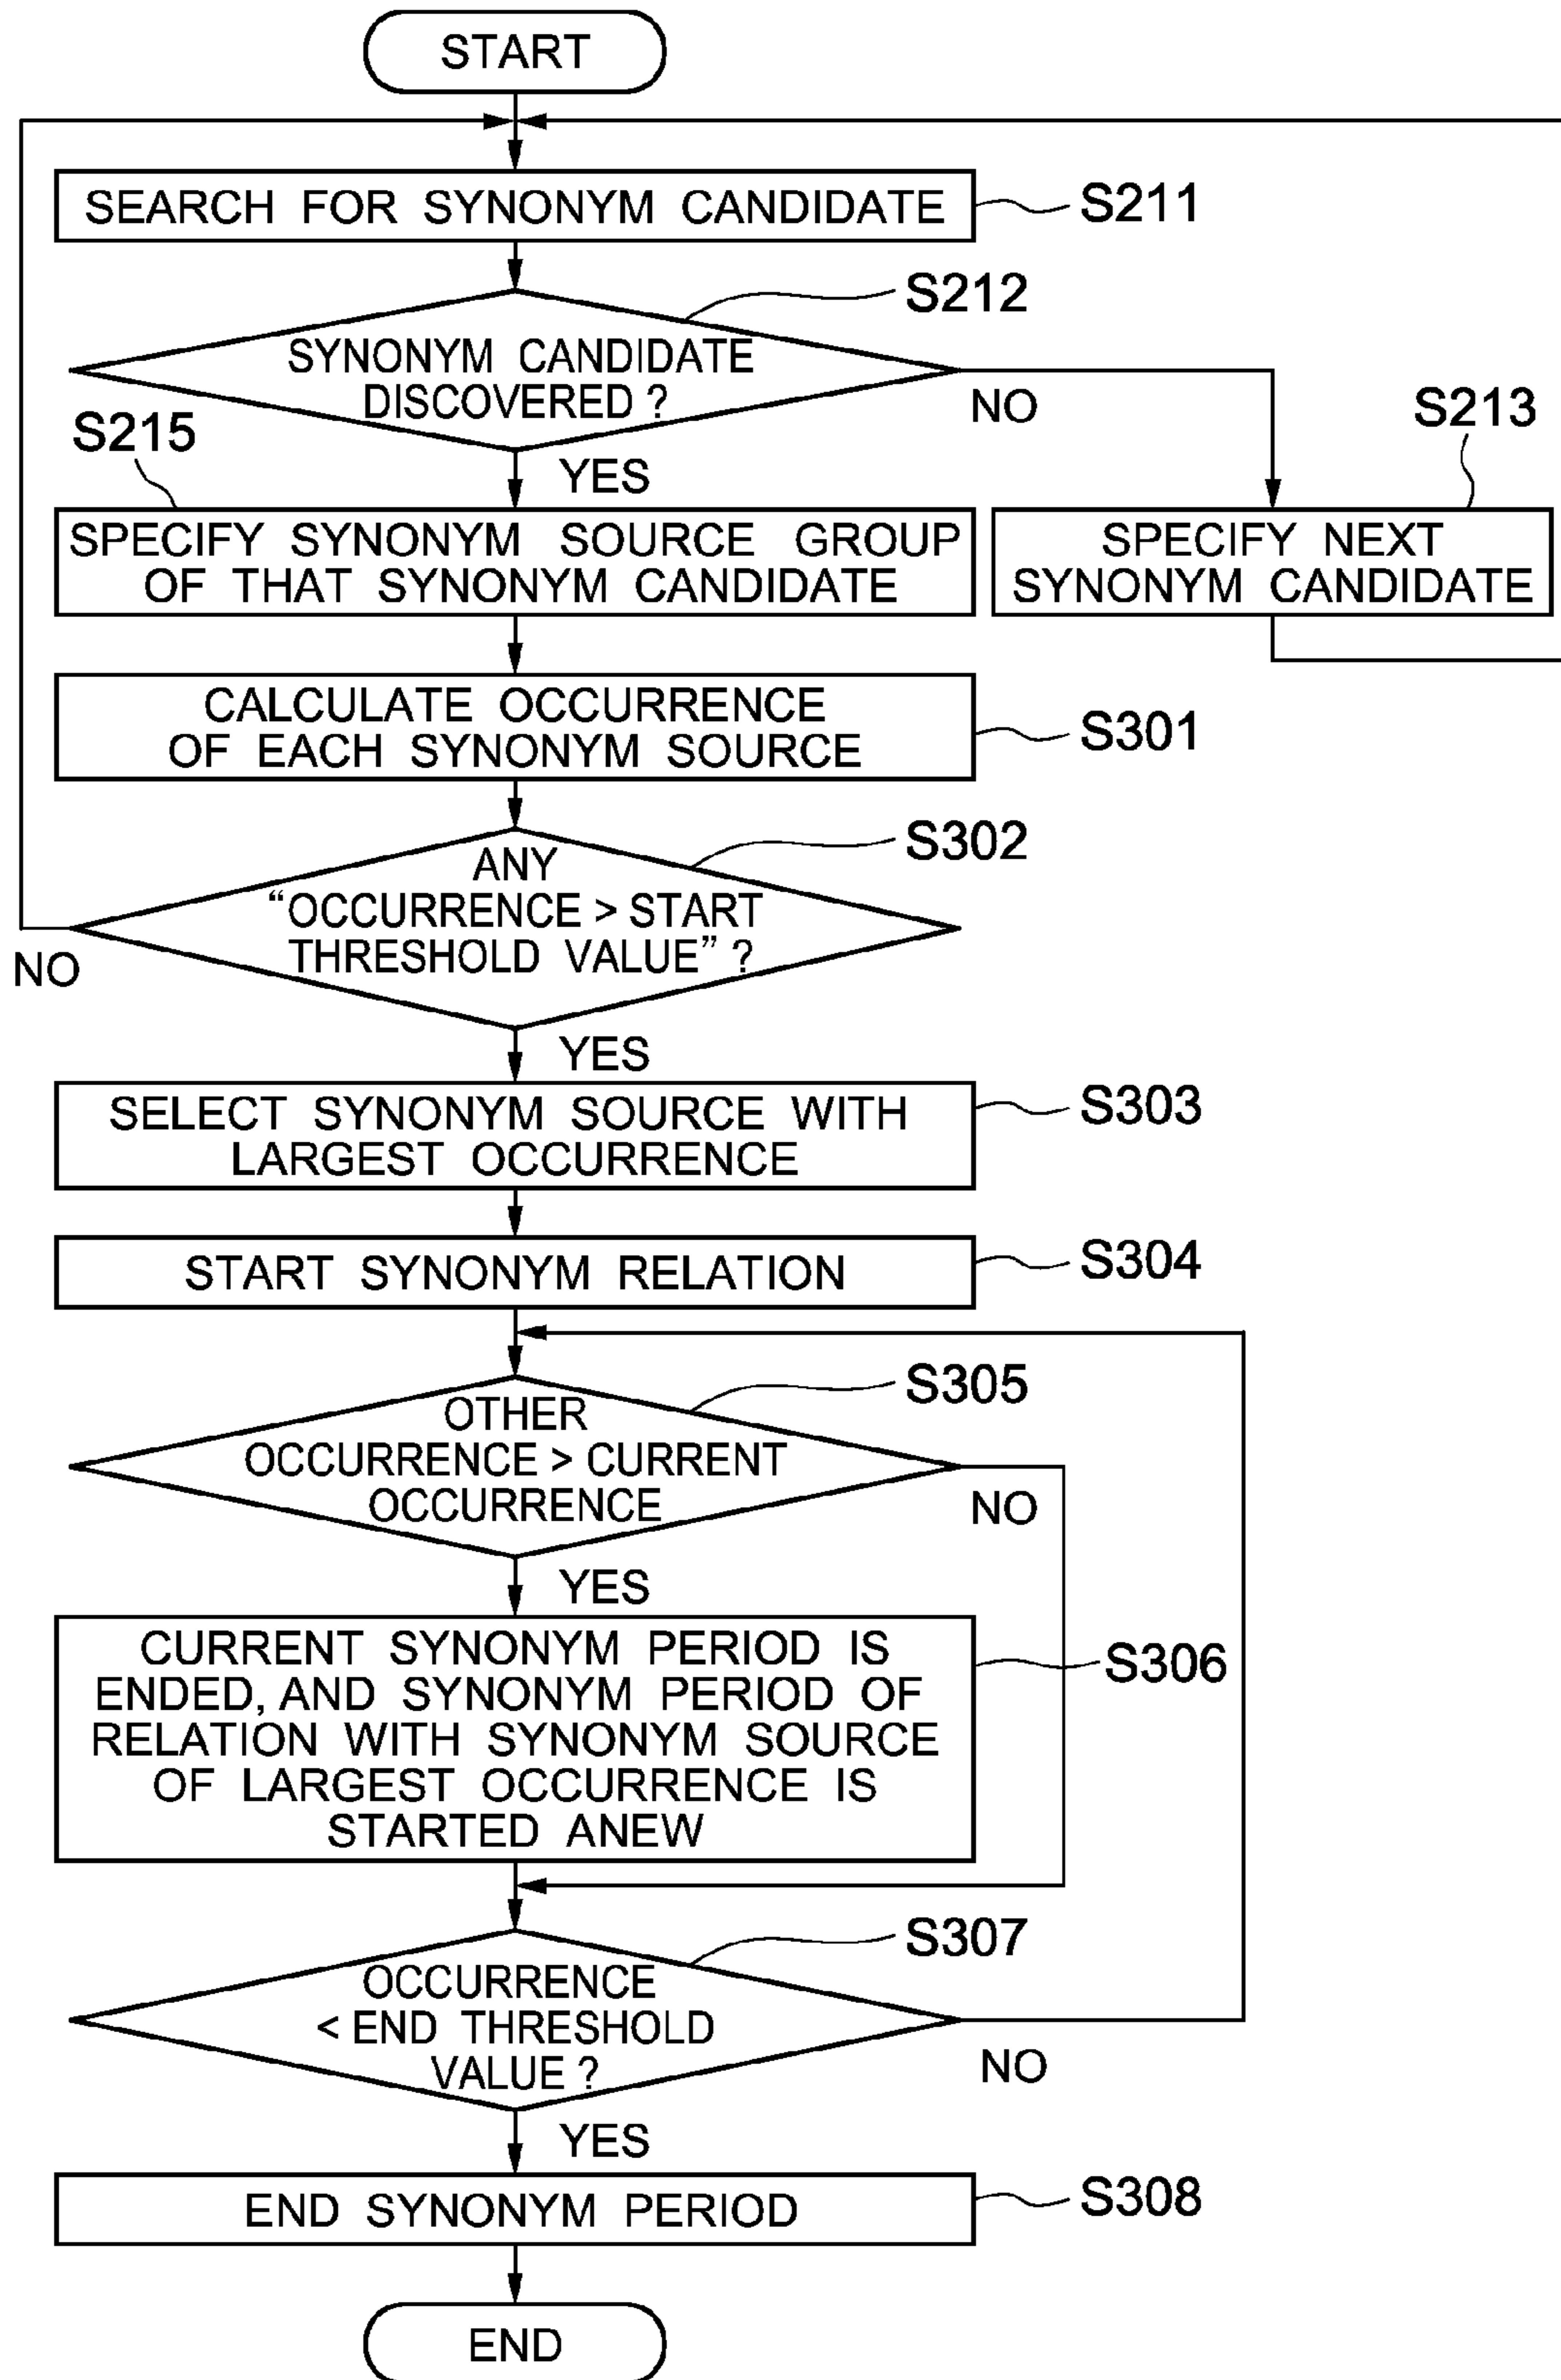 START
SEARCH FOR SYNONYM CANDIDATE
S211
S212
SYNONYM CANDIDATE
DISCOVERED ?
NO
S213
S215
YES
SPECIFY SYNONYM SOURCE GROUP
OF THAT SYNONYM CANDIDATE
SPECIFY NEXT
SYNONYM CANDIDATE
CALCULATE OCCURRENCE
OF EACH SYNONYM SOURCE
S301
S302
ANY
“OCCURRENCE > START
THRESHOLD VALUE” ?
NO
YES
SELECT SYNONYM SOURCE WITH
LARGEST OCCURRENCE
S303
START SYNONYM RELATION
S304
S305
OTHER
OCCURRENCE > CURRENT
OCCURRENCE
NO
YES
CURRENT SYNONYM PERIOD IS
ENDED, AND SYNONYM PERIOD OF
RELATION WITH SYNONYM SOURCE
OF LARGEST OCCURRENCE IS
STARTED ANEW
S306
S307
OCCURRENCE
< END THRESHOLD
VALUE ?
NO
YES
END SYNONYM PERIOD
S308
END